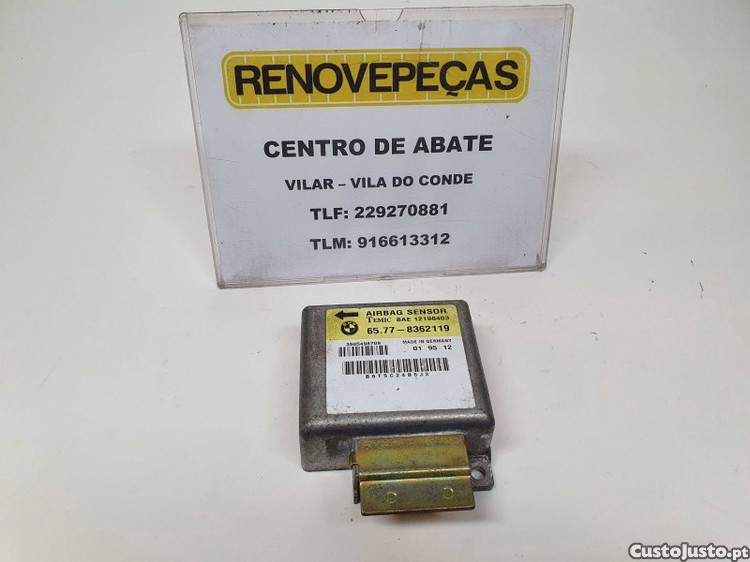 RENOVEPEÇAS
CENTRO DE ABATE
VILAR – VILA DO CONDE
TLF: 229270881
TLM: 916613312
AIRBAG SENSOR
TEMIC BAE 12198403
65.77 - 8362119
MADE IN GERMANY
01 95 12
CustoJusto.pt